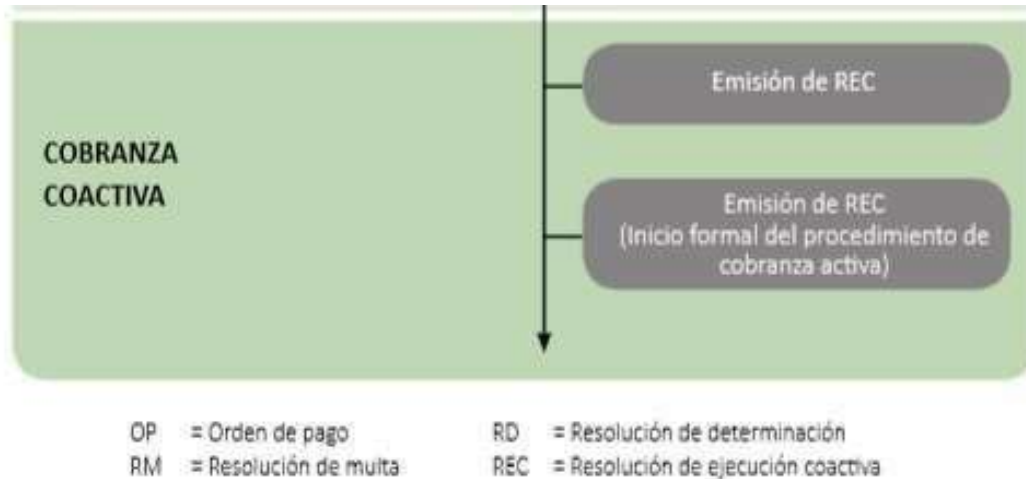 Emisión de REC
COBRANZA
COACTIVA
Emisión de REC
(Inicio formal del procedimiento de
cobranza activa)
OP = Orden de pago
RD = Resolución de determinación
RM = Resolución de multa
REC = Resolución de ejecución coactiva